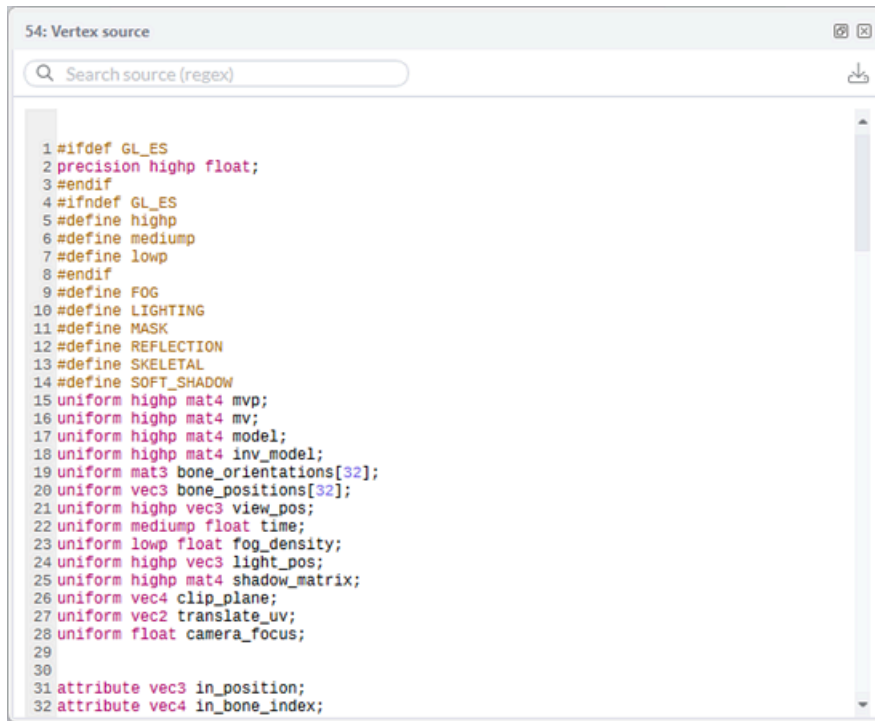 54: Vertex source
Search source (regex)
1 #ifdef GL_ES
2 precision highp float;
3 #endif
4 #ifndef GL_ES
5 #define highp
6 #define mediump
7 #define lowp
8 #endif
9 #define FOG
10 #define LIGHTING
11 #define MASK
12 #define REFLECTION
13 #define SKELETAL
14 #define SOFT_SHADOW
15 uniform highp mat4 mvp;
16 uniform highp mat4 mv;
17 uniform highp mat4 model;
18 uniform highp mat4 inv_model;
19 uniform mat3 bone_orientations[32];
20 uniform vec3 bone_positions[32];
21 uniform highp vec3 view_pos;
22 uniform mediump float time;
23 uniform lowp float fog_density;
24 uniform highp vec3 light_pos;
25 uniform highp mat4 shadow_matrix;
26 uniform vec4 clip_plane;
27 uniform vec2 translate_uv;
28 uniform float camera_focus;
29
30
31 attribute vec3 in_position;
32 attribute vec4 in_bone_index;